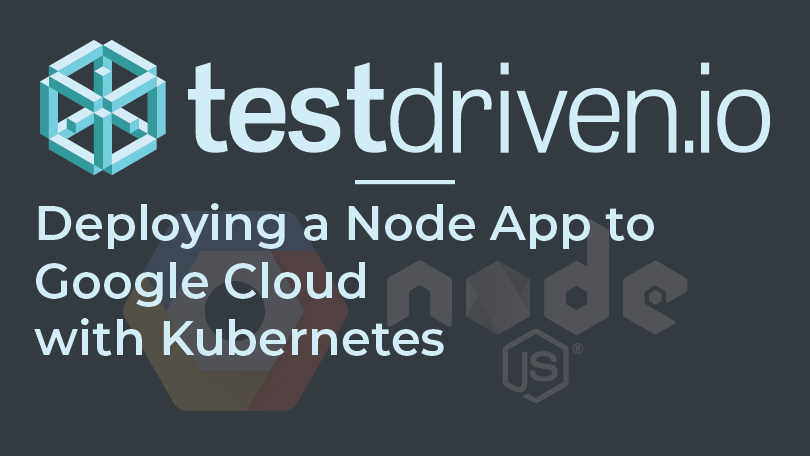 testdriven.io
Deploying a Node App to
Google Cloud
with Kubernetes
node
JS®